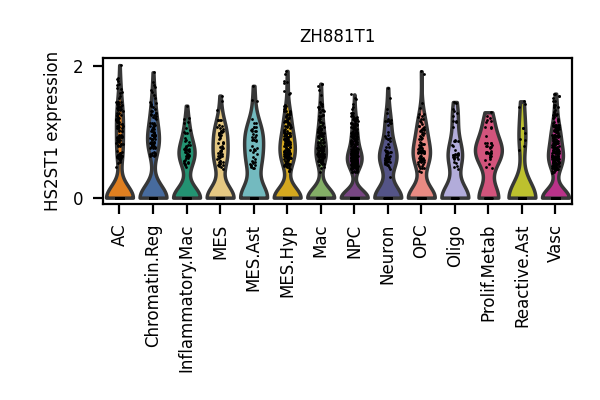 ZH881T1
HS2ST1 expression
2
0
AC
Chromatin.Reg
Inflammatory.Mac
MES
MES.Ast
MES.Hyp
Mac
NPC
Neuron
OPC
Oligo
Prolif.Metab
Reactive.Ast
Vasc